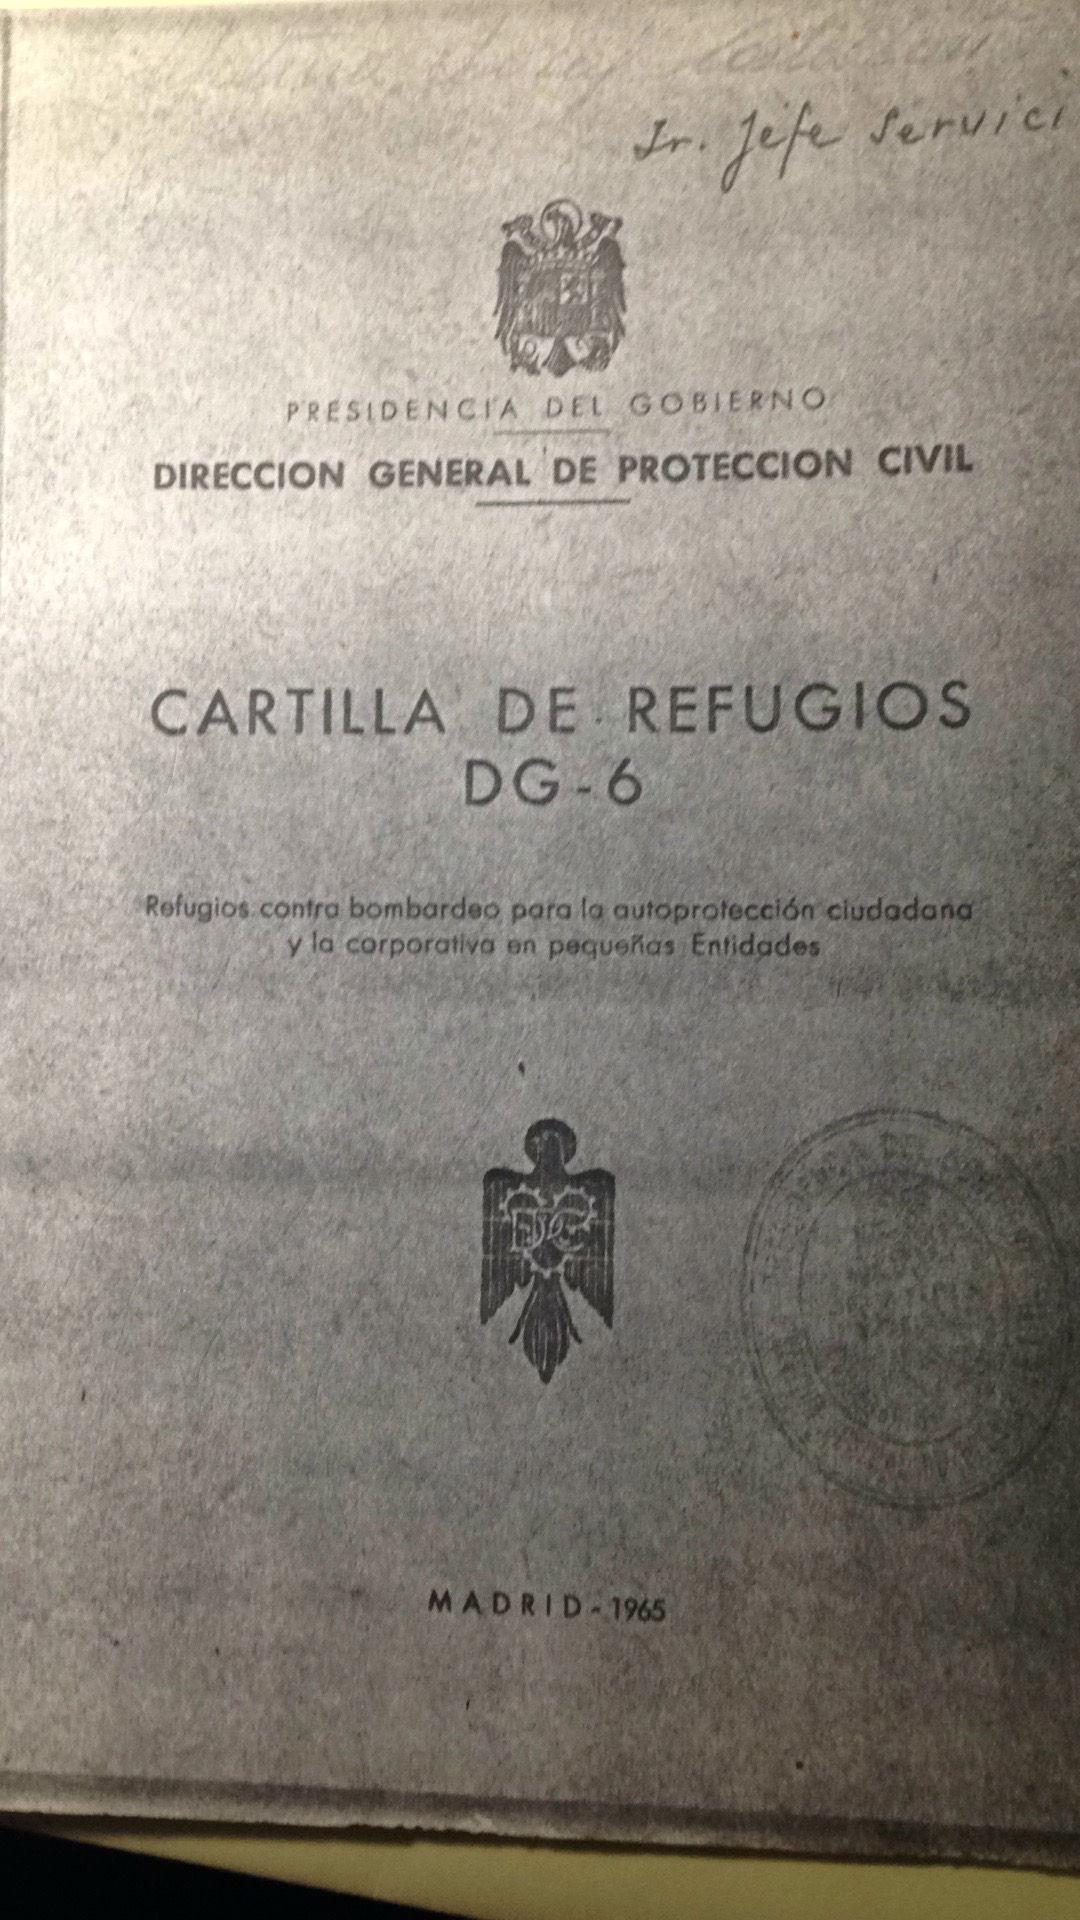 Sr. Jefe Servici
PRESIDENCIA DEL GOBIERNO
DIRECCION GENERAL DE PROTECCION CIVIL
CARTILLA DE REFUGIOS
DG-6
Refugios contra bombardeo para la autoprotección ciudadana
y la corporativa en pequeñas Entidades
MADRID-1965